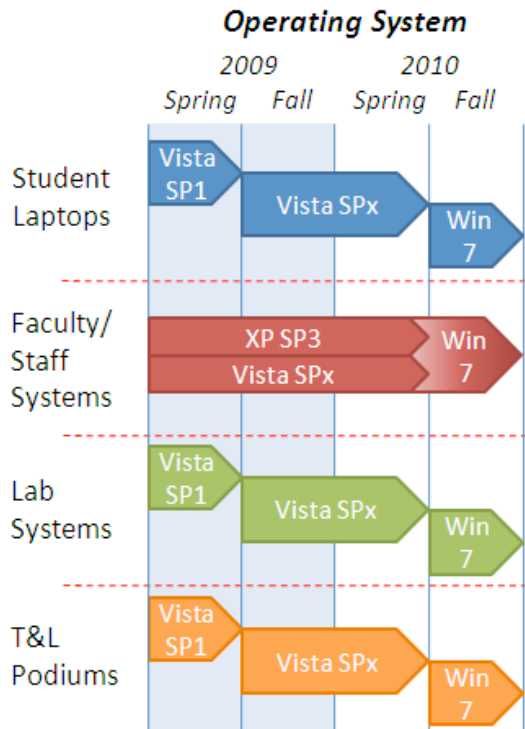 Operating System
2009 2010
Spring Fall Spring Fall
Student
Laptops
Vista
SP1
Vista SPx
Win
7
Faculty/
Staff
Systems
XP SP3
Vista SPx
Win
7
Lab
Systems
Vista
SP1
Vista SPx
Win
7
T&L
Podiums
Vista
SP1
Vista SPx
Win
7